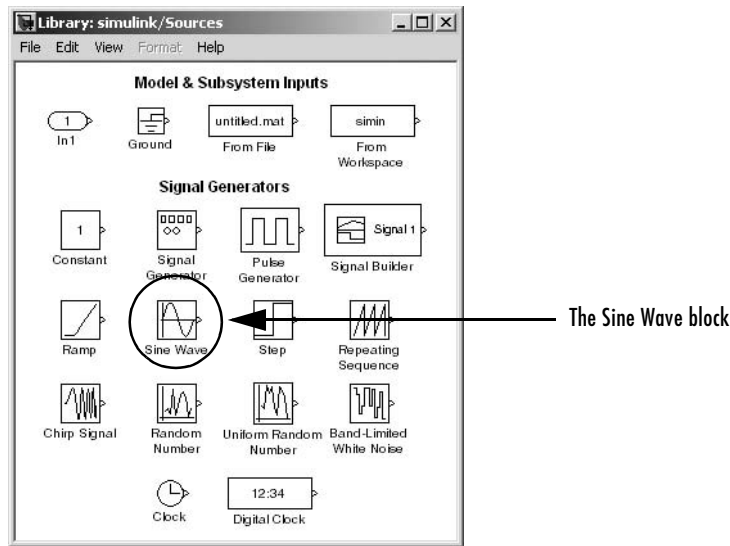 Library: simulink/Sources
File Edit View Format Help
Model & Subsystem Inputs
1
In1
Ground
untitled.mat
From File
simin
From
Workspace
Signal Generators
1
Constant
Signal
Generator
Pulse
Generator
Signal 1
Signal Builder
Ramp
Sine Wave
Step
Repeating
Sequence
The Sine Wave block
Chirp Signal
Random
Number
Uniform Random
Number
Band-Limited
White Noise
Clock
12:34
Digital Clock